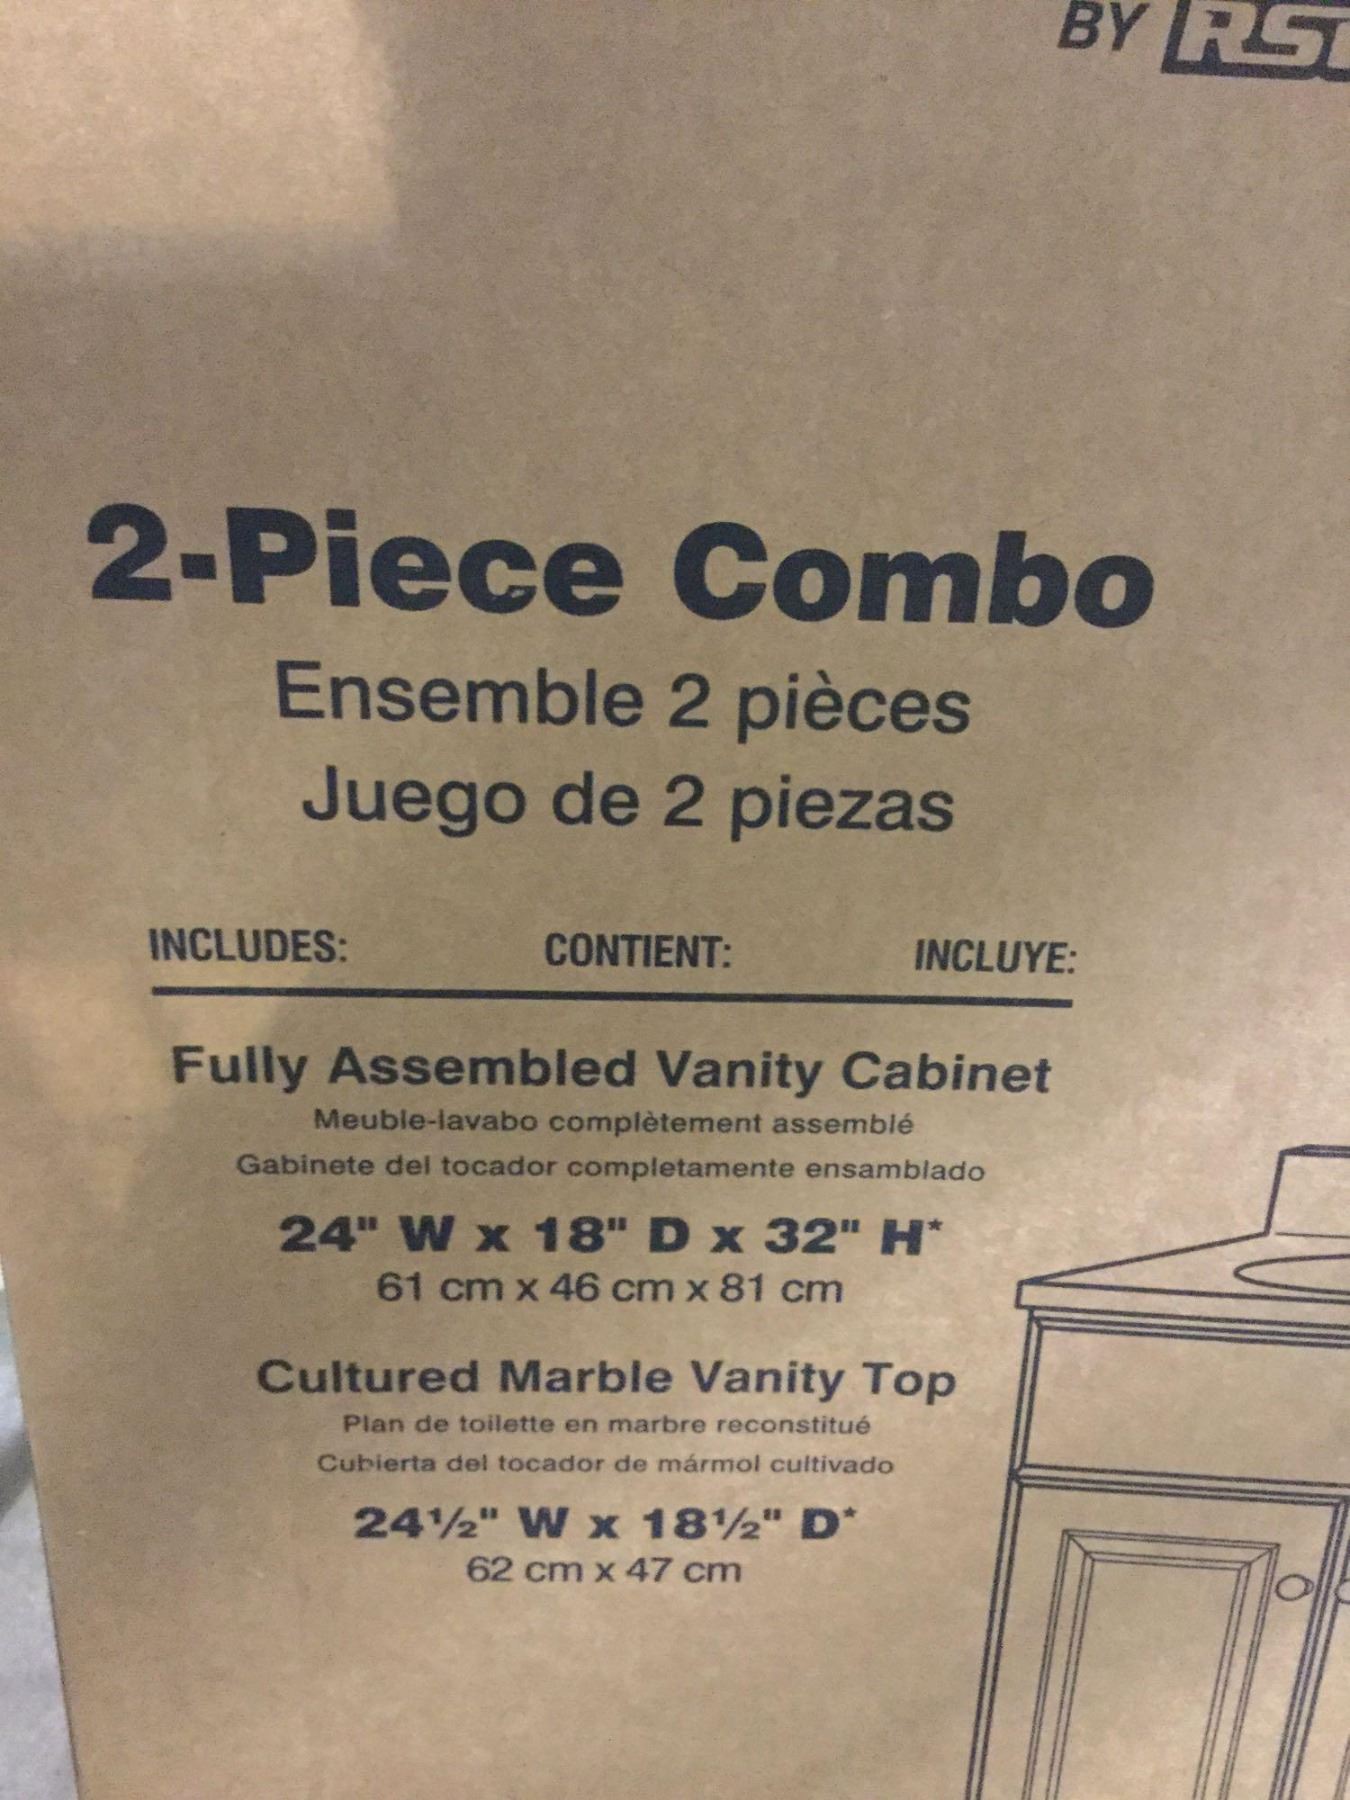 BY RSI
2-Piece Combo
Ensemble 2 pièces
Juego de 2 piezas
INCLUDES: CONTIENT: INCLUYE:
Fully Assembled Vanity Cabinet
Meuble-lavabo complètement assemblé
Gabinete del tocador completamente ensamblado
24" W x 18" D x 32" H*
61 cm x 46 cm x 81 cm
Cultured Marble Vanity Top
Plan de toilette en marbre reconstitué
Cubierta del tocador de mármol cultivado
24½" W x 18½" D*
62 cm x 47 cm